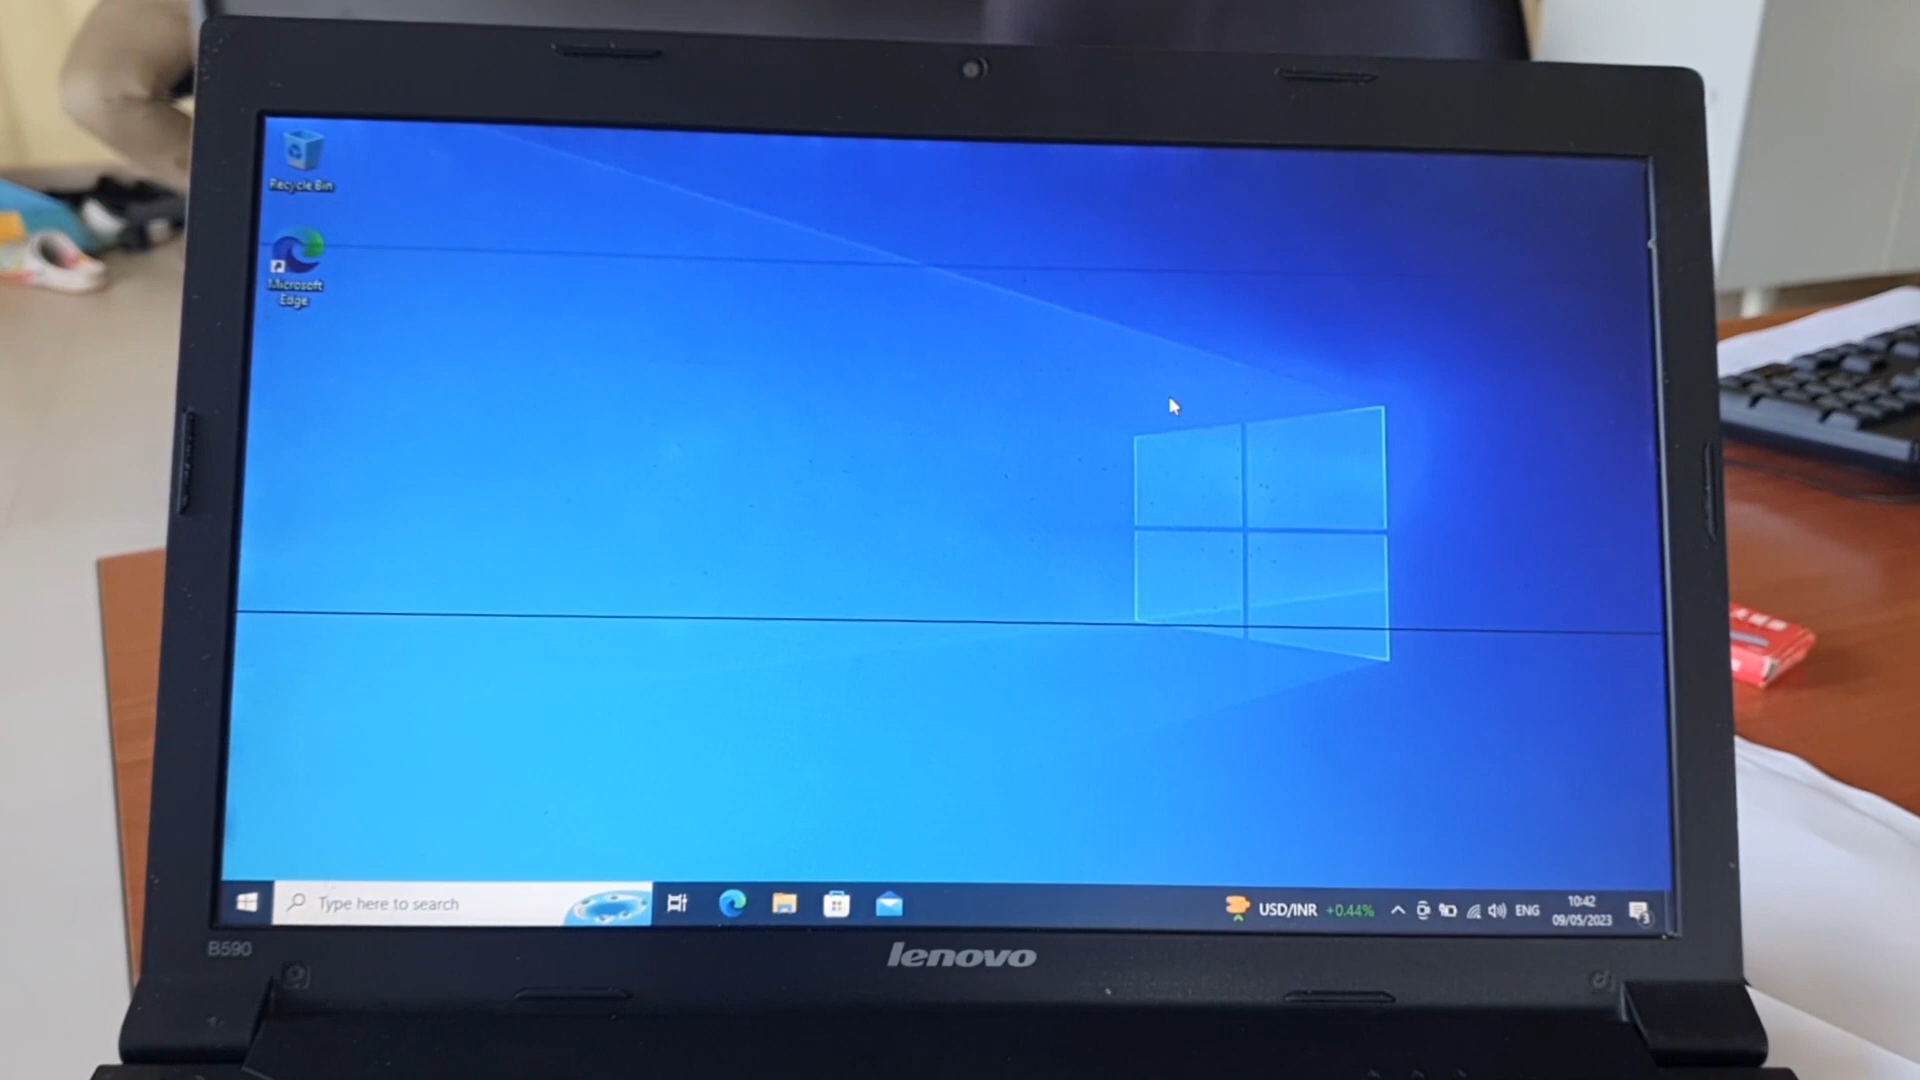 Recycle Bin
Microsoft
Edge
Type here to search
USD/INR +0.44%
ENG
10:42
09/05/2023
3
B590
lenovo